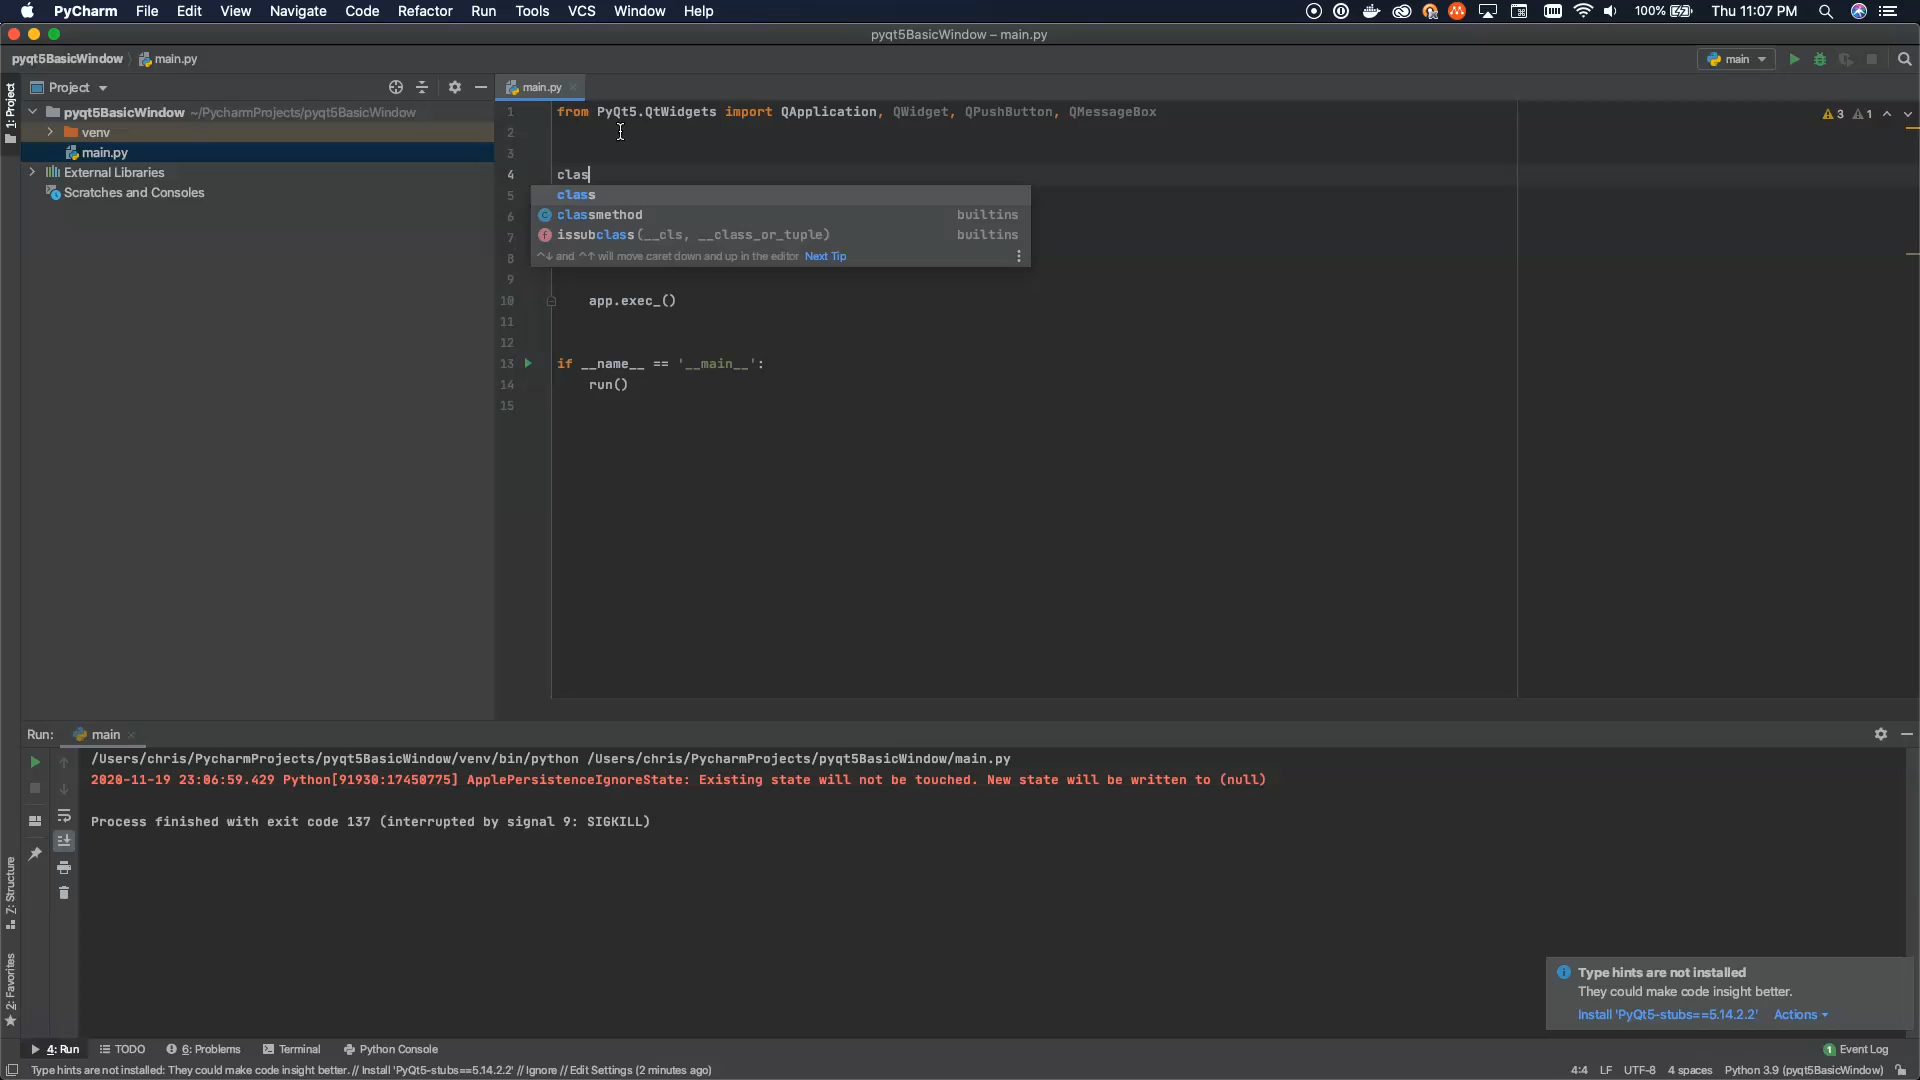 PyCharm File Edit View Navigate Code Refactor Run Tools VCS Window Help 100% Thu 11:07 PM
pyqt5BasicWindow – main.py
pyqt5BasicWindow main.py main
Project main.py
1: Project
pyqt5BasicWindow ~/PycharmProjects/pyqt5BasicWindow
venv
main.py
External Libraries
Scratches and Consoles
1 from PyQt5.QtWidgets import QApplication, QWidget, QPushButton, QMessageBox
3 1
2
3
4 clas
5 class
6 classmethod builtins
7 issubclass(__cls, __class_or_tuple) builtins
8 ^↓ and ^↑ will move caret down and up in the editor Next Tip
9
10 app.exec_()
11
12
13 if __name__ == '__main__':
14 run()
15
Run: main
/Users/chris/PycharmProjects/pyqt5BasicWindow/venv/bin/python /Users/chris/PycharmProjects/pyqt5BasicWindow/main.py
2020-11-19 23:06:59.429 Python[91930:17450775] ApplePersistenceIgnoreState: Existing state will not be touched. New state will be written to (null)
Process finished with exit code 137 (interrupted by signal 9: SIGKILL)
7: Structure
2: Favorites
Type hints are not installed
They could make code insight better.
Install 'PyQt5-stubs==5.14.2.2' Actions
4: Run TODO 6: Problems Terminal Python Console 1 Event Log
Type hints are not installed: They could make code insight better. // Install 'PyQt5-stubs==5.14.2.2' // Ignore // Edit Settings (2 minutes ago) 4:4 LF UTF-8 4 spaces Python 3.9 (pyqt5BasicWindow)